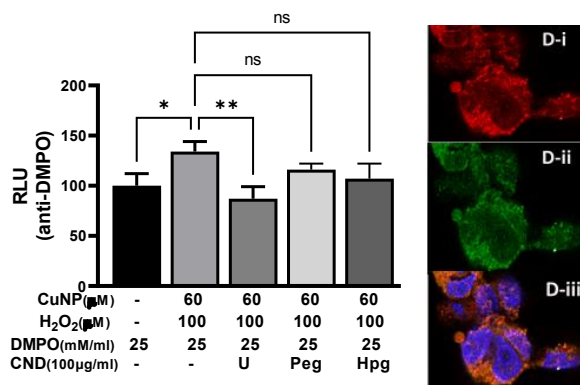 ns
ns
* **
200
150
100
50
0
RLU
(anti-DMPO)
CuNP(μM) - 60 60 60 60
H₂O₂(μM) - 100 100 100 100
DMPO(mM/ml) 25 25 25 25 25
CND(100μg/ml) - - U Peg Hpg
D-i
D-ii
D-iii